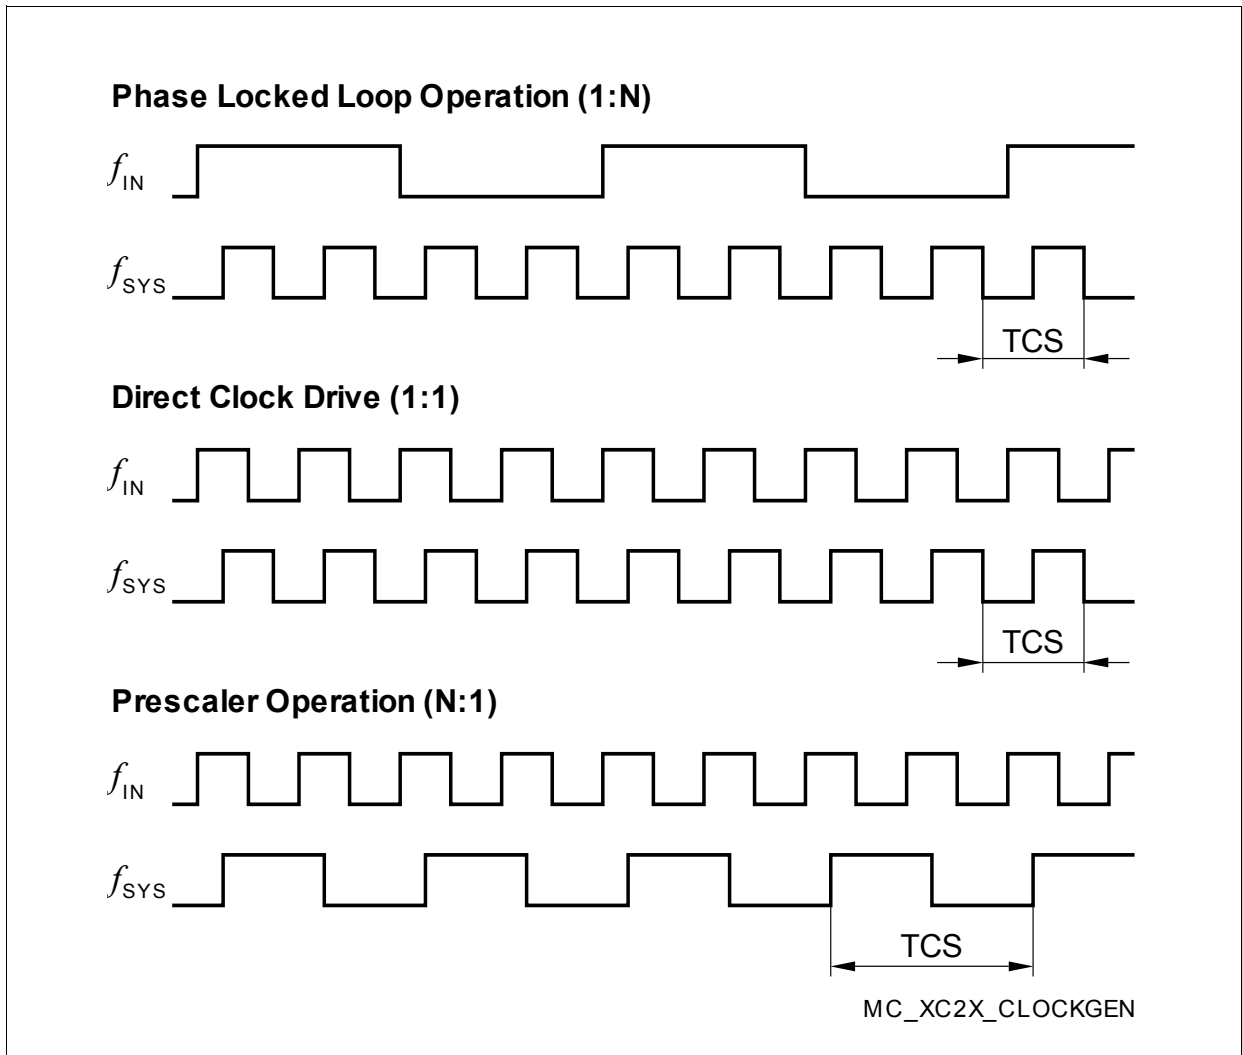 Phase Locked Loop Operation (1:N)
fIN
fSYS
TCS
Direct Clock Drive (1:1)
fIN
fSYS
TCS
Prescaler Operation (N:1)
fIN
fSYS
TCS
MC_XC2X_CLOCKGEN